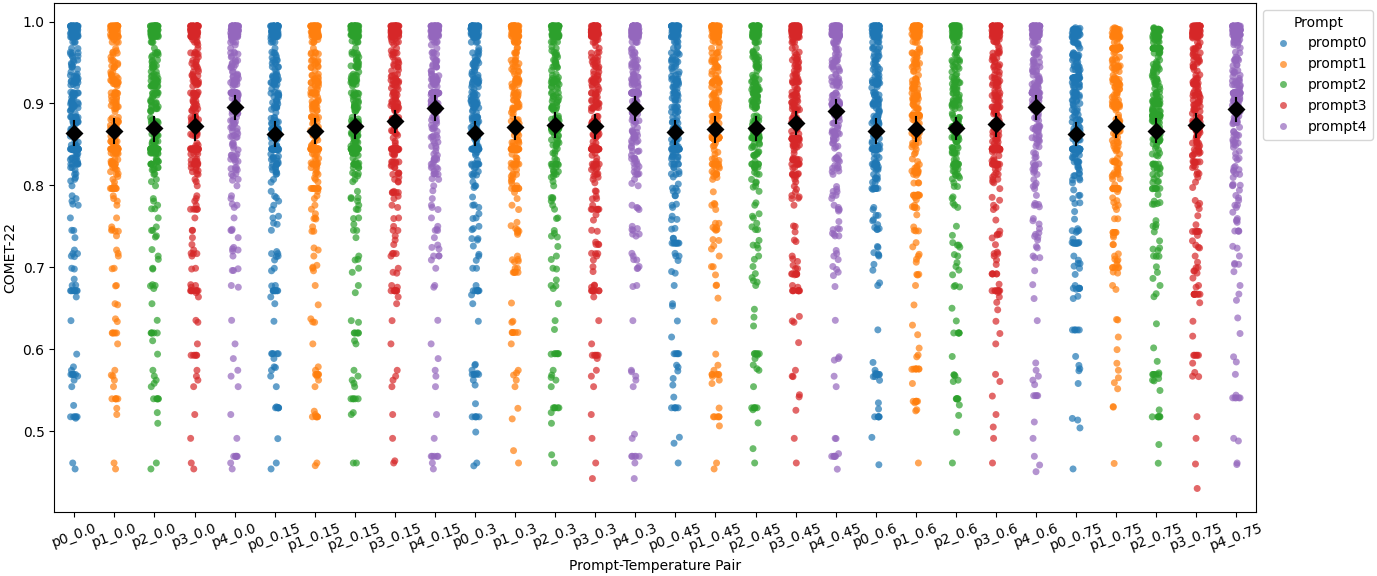 1.0
0.9
0.8
0.7
0.6
0.5
COMET-22
p0_0.0
p1_0.0
p2_0.0
p3_0.0
p4_0.0
p0_0.15
p1_0.15
p2_0.15
p3_0.15
p4_0.15
p0_0.3
p1_0.3
p2_0.3
p3_0.3
p4_0.3
p0_0.45
p1_0.45
p2_0.45
p3_0.45
p4_0.45
p0_0.6
p1_0.6
p2_0.6
p3_0.6
p4_0.6
p0_0.75
p1_0.75
p2_0.75
p3_0.75
p4_0.75
Prompt-Temperature Pair
Prompt
prompt0
prompt1
prompt2
prompt3
prompt4